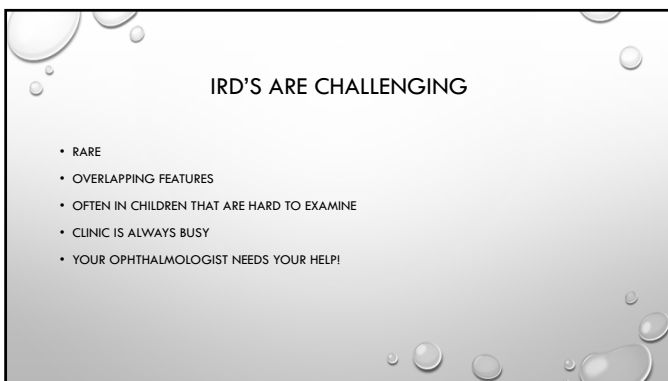 IRD'S ARE CHALLENGING
• RARE
• OVERLAPPING FEATURES
• OFTEN IN CHILDREN THAT ARE HARD TO EXAMINE
• CLINIC IS ALWAYS BUSY
• YOUR OPHTHALMOLOGIST NEEDS YOUR HELP!